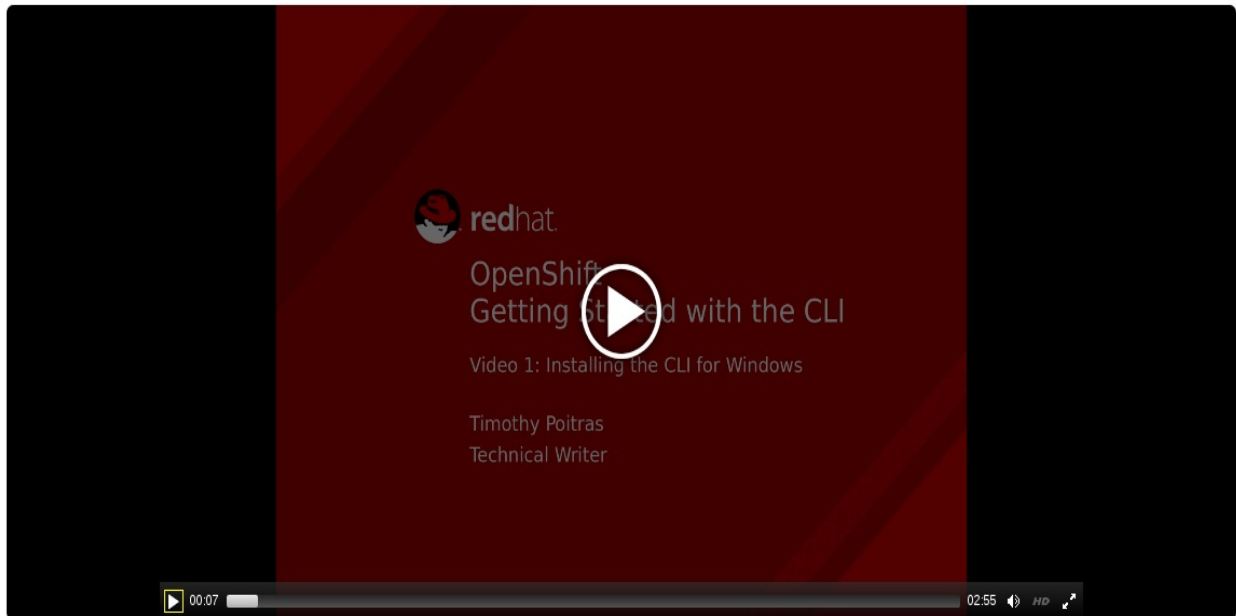 redhat.
OpenShift
Getting Started with the CLI
Video 1: Installing the CLI for Windows
Timothy Poitras
Technical Writer
00:07 02:55 HD